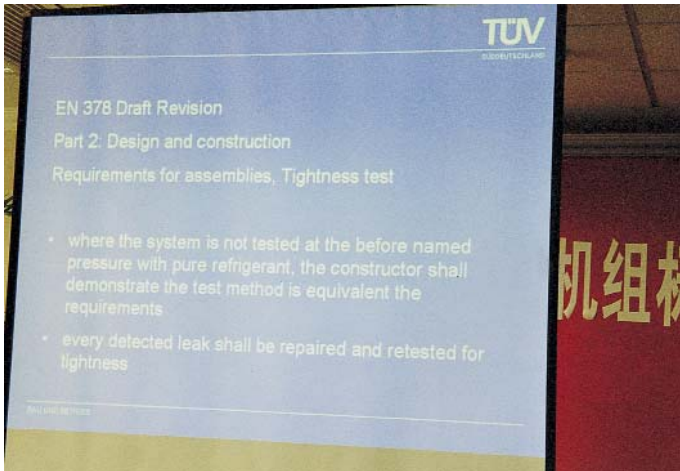 TÜV
SÜDDEUTSCHLAND
EN 378 Draft Revision
Part 2: Design and construction
Requirements for assemblies, Tightness test
• where the system is not tested at the before named
pressure with pure refrigerant, the constructor shall
demonstrate the test method is equivalent the
requirements
• every detected leak shall be repaired and retested for
tightness
机组